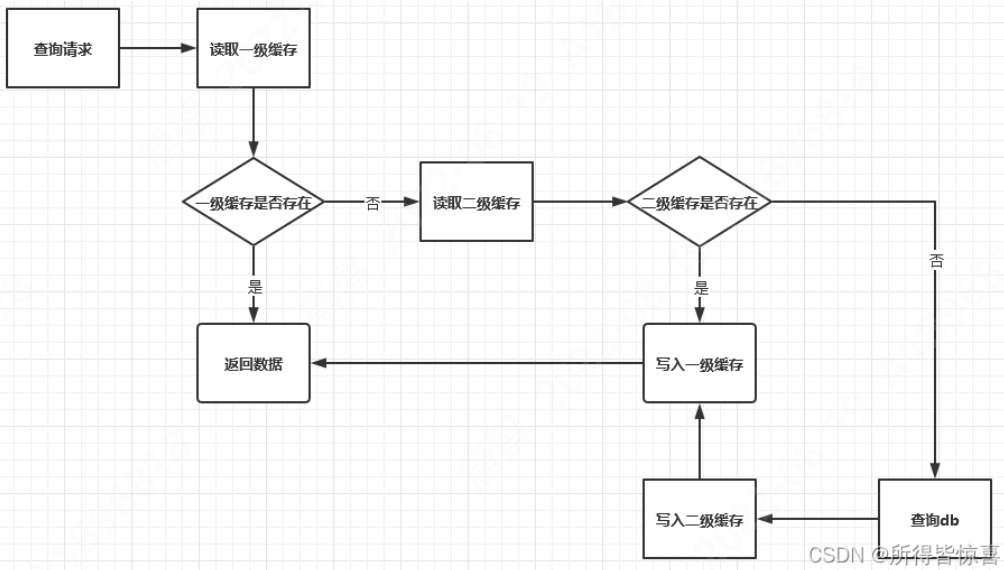 查询请求
读取一级缓存
一级缓存是否存在
否
读取二级缓存
二级缓存是否存在
否
是
是
返回数据
写入一级缓存
写入二级缓存
查询db
CSDN @所得皆惊喜